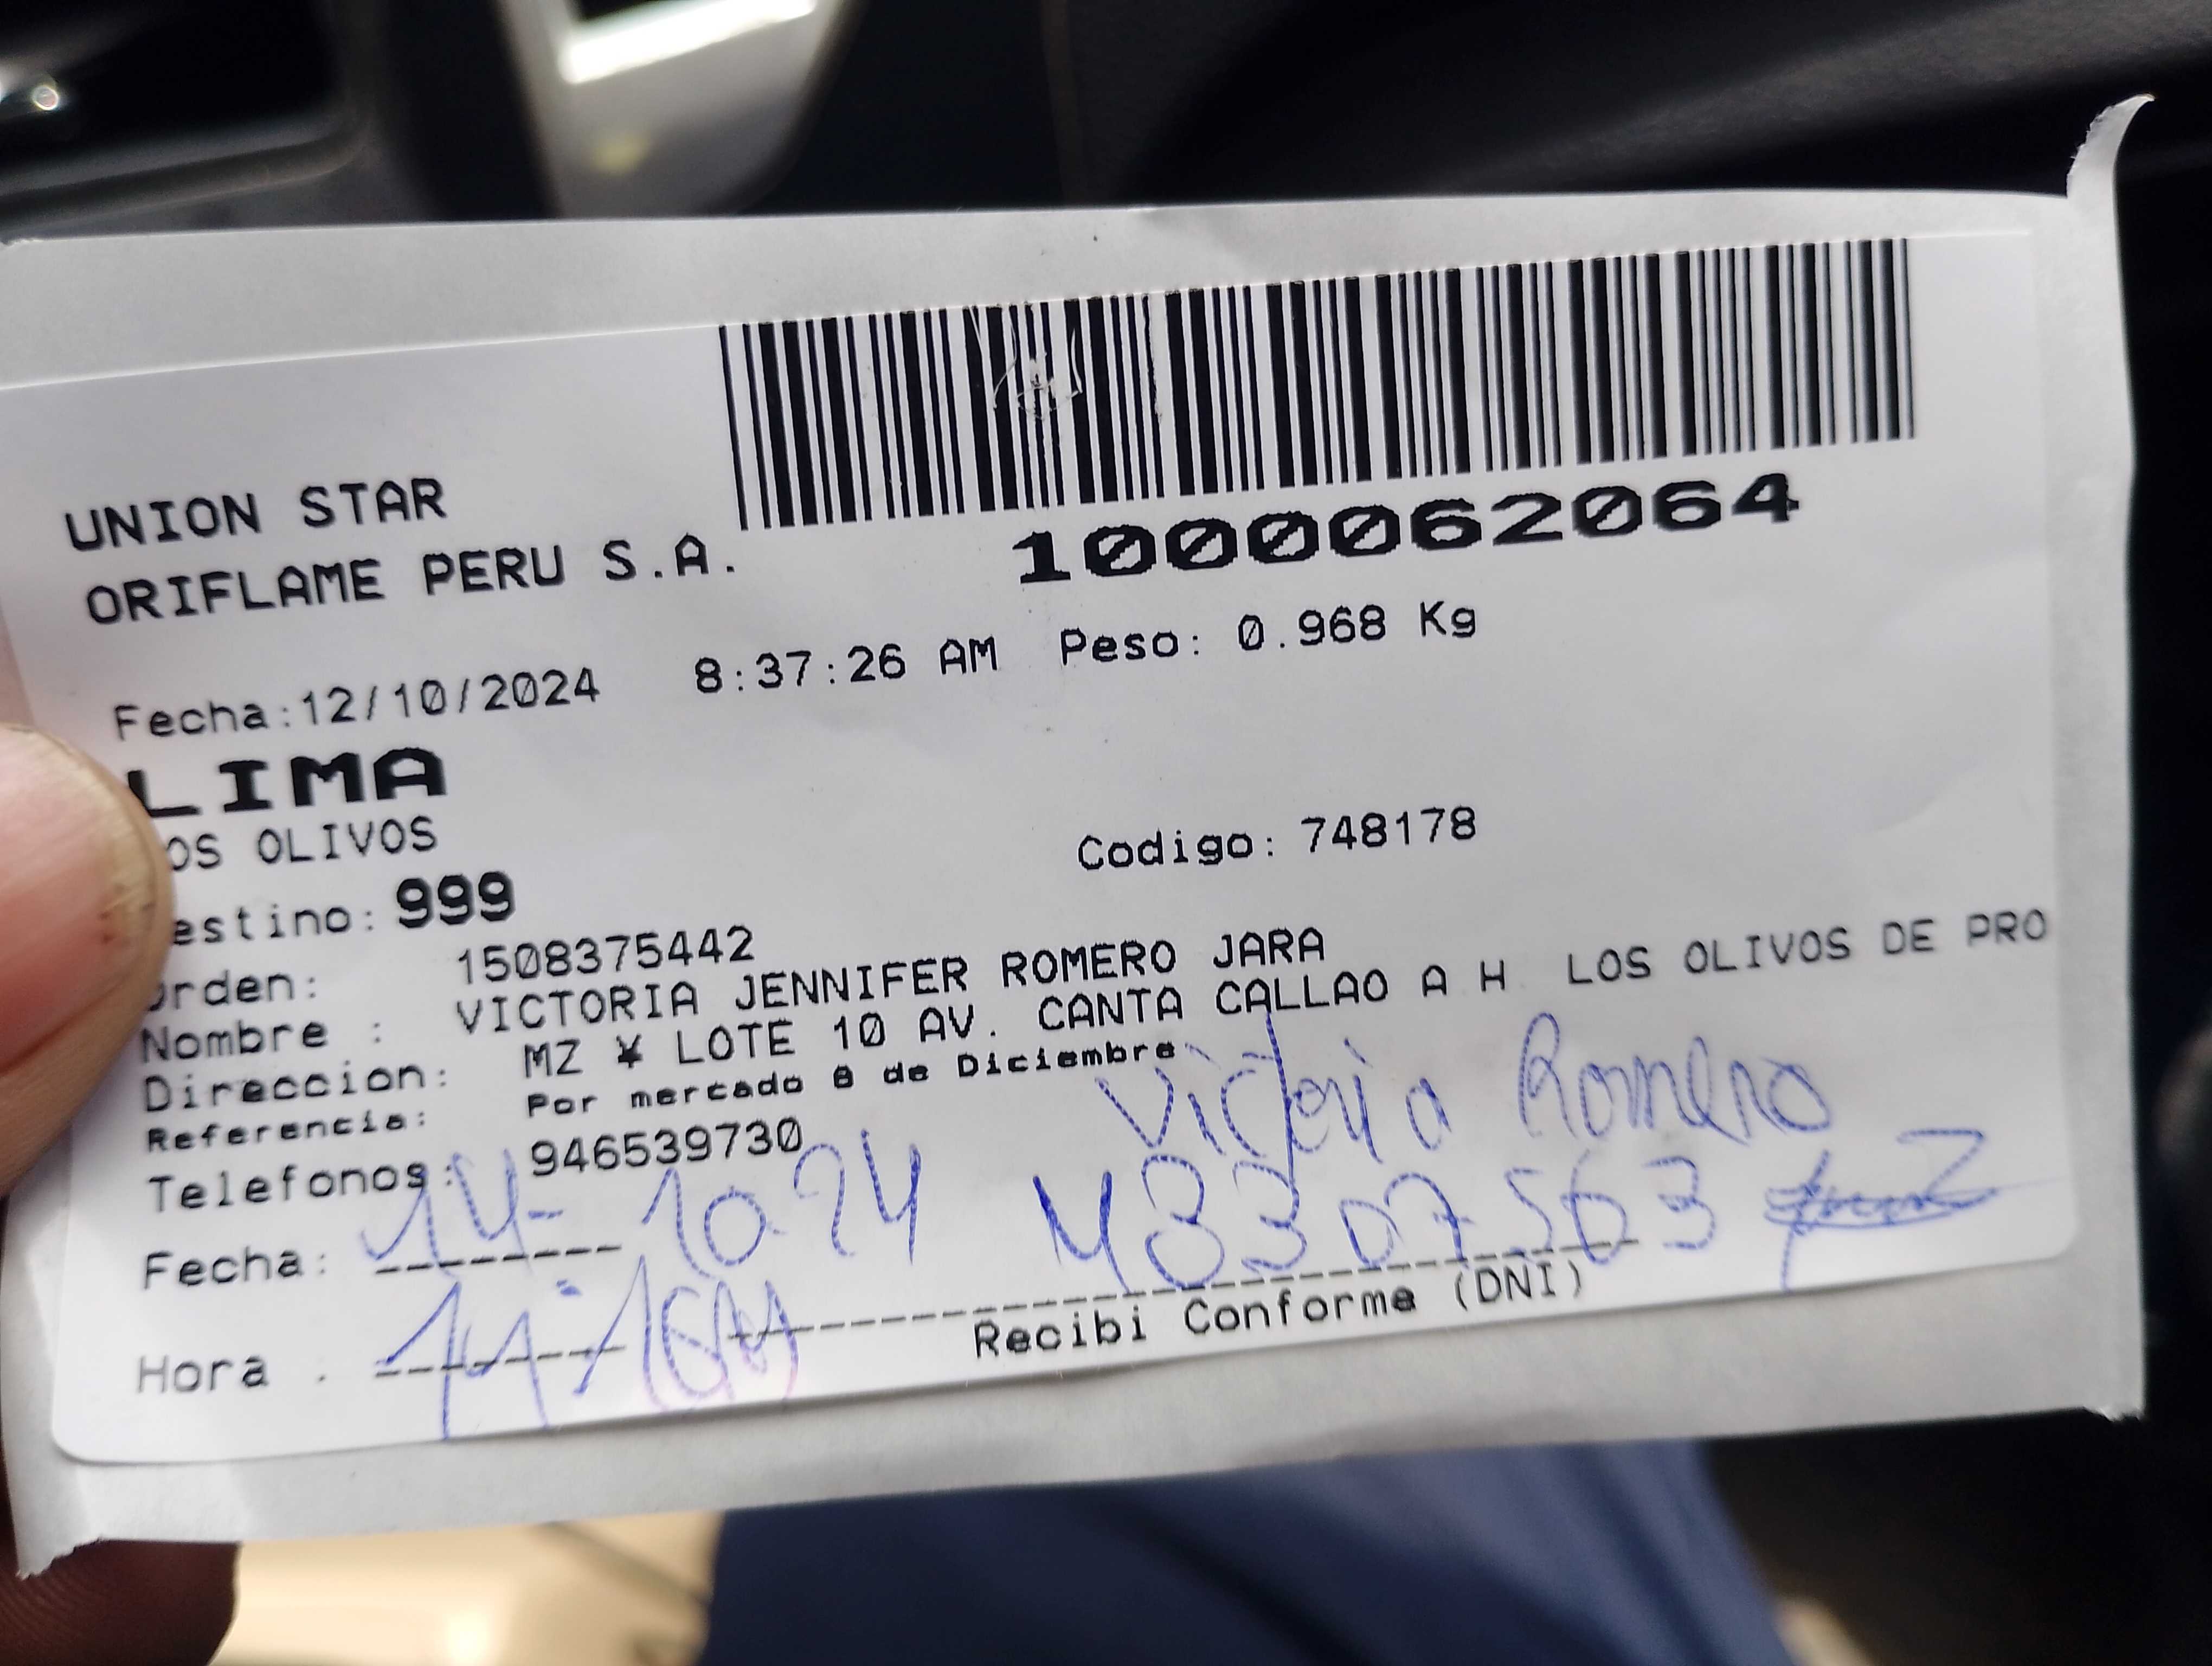 UNION STAR
ORIFLAME PERU S.A.
1000062064
Fecha:12/10/2024 8:37:26 AM Peso: 0.968 Kg
LIMA
OS OLIVOS
Codigo: 748178
estino: 999
rden: 1508375442
Nombre : VICTORIA JENNIFER ROMERO JARA
Direccion: MZ ¥ LOTE 10 AV. CANTA CALLAO A H LOS OLIVOS DE PRO
Referencia: Por mercado 8 de Diciembre
Telefonos: 946539730
Victoria Romero
Fecha: 14-10 24
43307563
Hora .
Recibi Conforme (DNI)